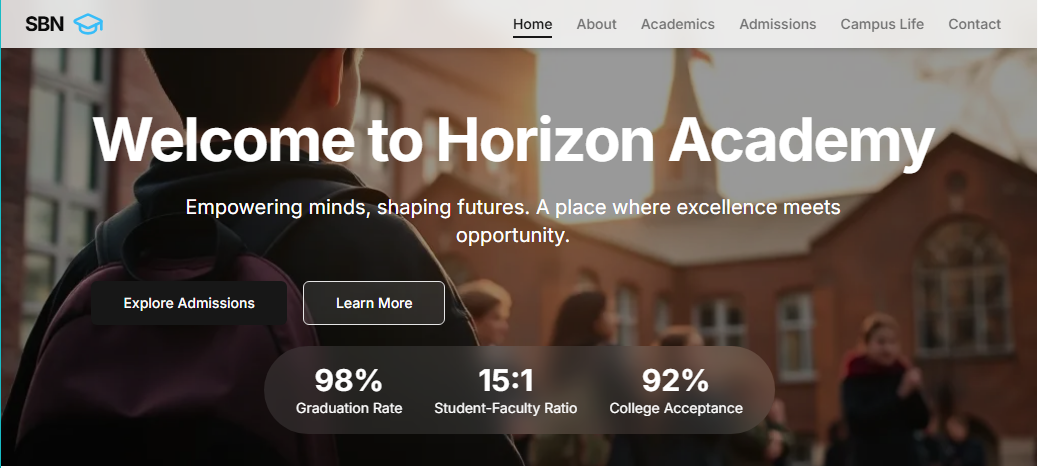 SBN
Home About Academics Admissions Campus Life Contact
Welcome to Horizon Academy
Empowering minds, shaping futures. A place where excellence meets
opportunity.
Explore Admissions Learn More
98% 15:1 92%
Graduation Rate Student-Faculty Ratio College Acceptance